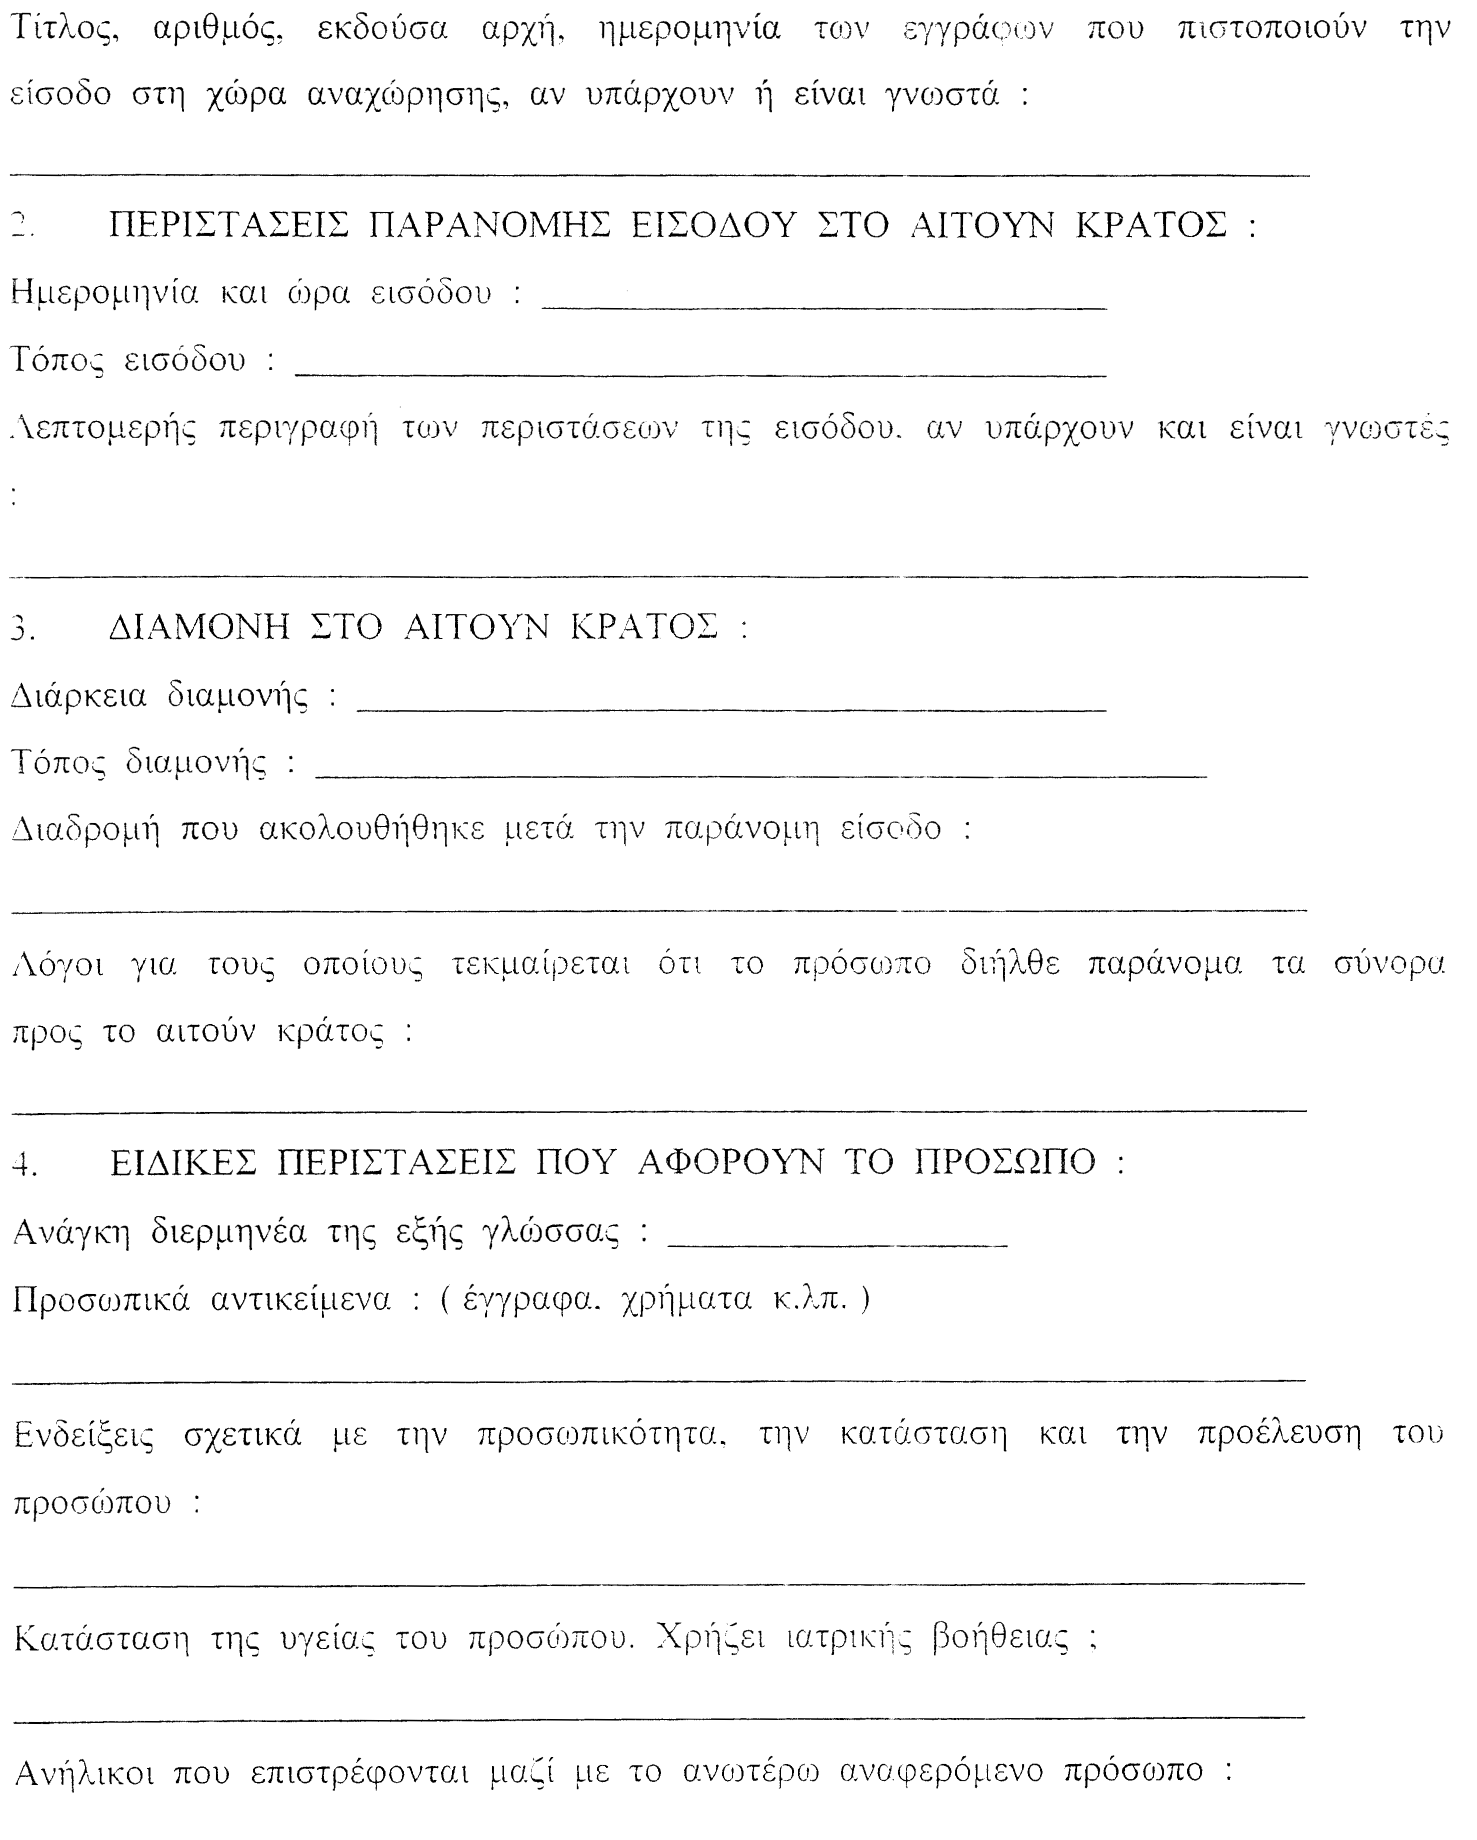 Τίτλος, αριθμός, εκδούσα αρχή, ημερομηνία των εγγράφων που πιστοποιούν την
είσοδο στη χώρα αναχώρησης, αν υπάρχουν ή είναι γνωστά :
2. ΠΕΡΙΣΤΑΣΕΙΣ ΠΑΡΑΝΟΜΗΣ ΕΙΣΟΔΟΥ ΣΤΟ ΑΙΤΟΥΝ ΚΡΑΤΟΣ :
Ημερομηνία και ώρα εισόδου :
Τόπος εισόδου :
Λεπτομερής περιγραφή των περιστάσεων της εισόδου, αν υπάρχουν και είναι γνωστές
:
3. ΔΙΑΜΟΝΗ ΣΤΟ ΑΙΤΟΥΝ ΚΡΑΤΟΣ :
Διάρκεια διαμονής :
Τόπος διαμονής :
Διαδρομή που ακολουθήθηκε μετά την παράνομη είσοδο :
Λόγοι για τους οποίους τεκμαίρεται ότι το πρόσωπο διήλθε παράνομα τα σύνορα
προς το αιτούν κράτος :
4. ΕΙΔΙΚΕΣ ΠΕΡΙΣΤΑΣΕΙΣ ΠΟΥ ΑΦΟΡΟΥΝ ΤΟ ΠΡΟΣΩΠΟ :
Ανάγκη διερμηνέα της εξής γλώσσας :
Προσωπικά αντικείμενα : ( έγγραφα, χρήματα κ.λπ. )
Ενδείξεις σχετικά με την προσωπικότητα, την κατάσταση και την προέλευση του
προσώπου :
Κατάσταση της υγείας του προσώπου. Χρήζει ιατρικής βοήθειας ;
Ανήλικοι που επιστρέφονται μαζί με το ανωτέρω αναφερόμενο πρόσωπο :